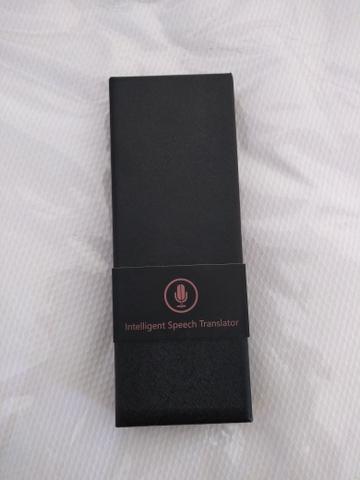 Intelligent Speech Translator